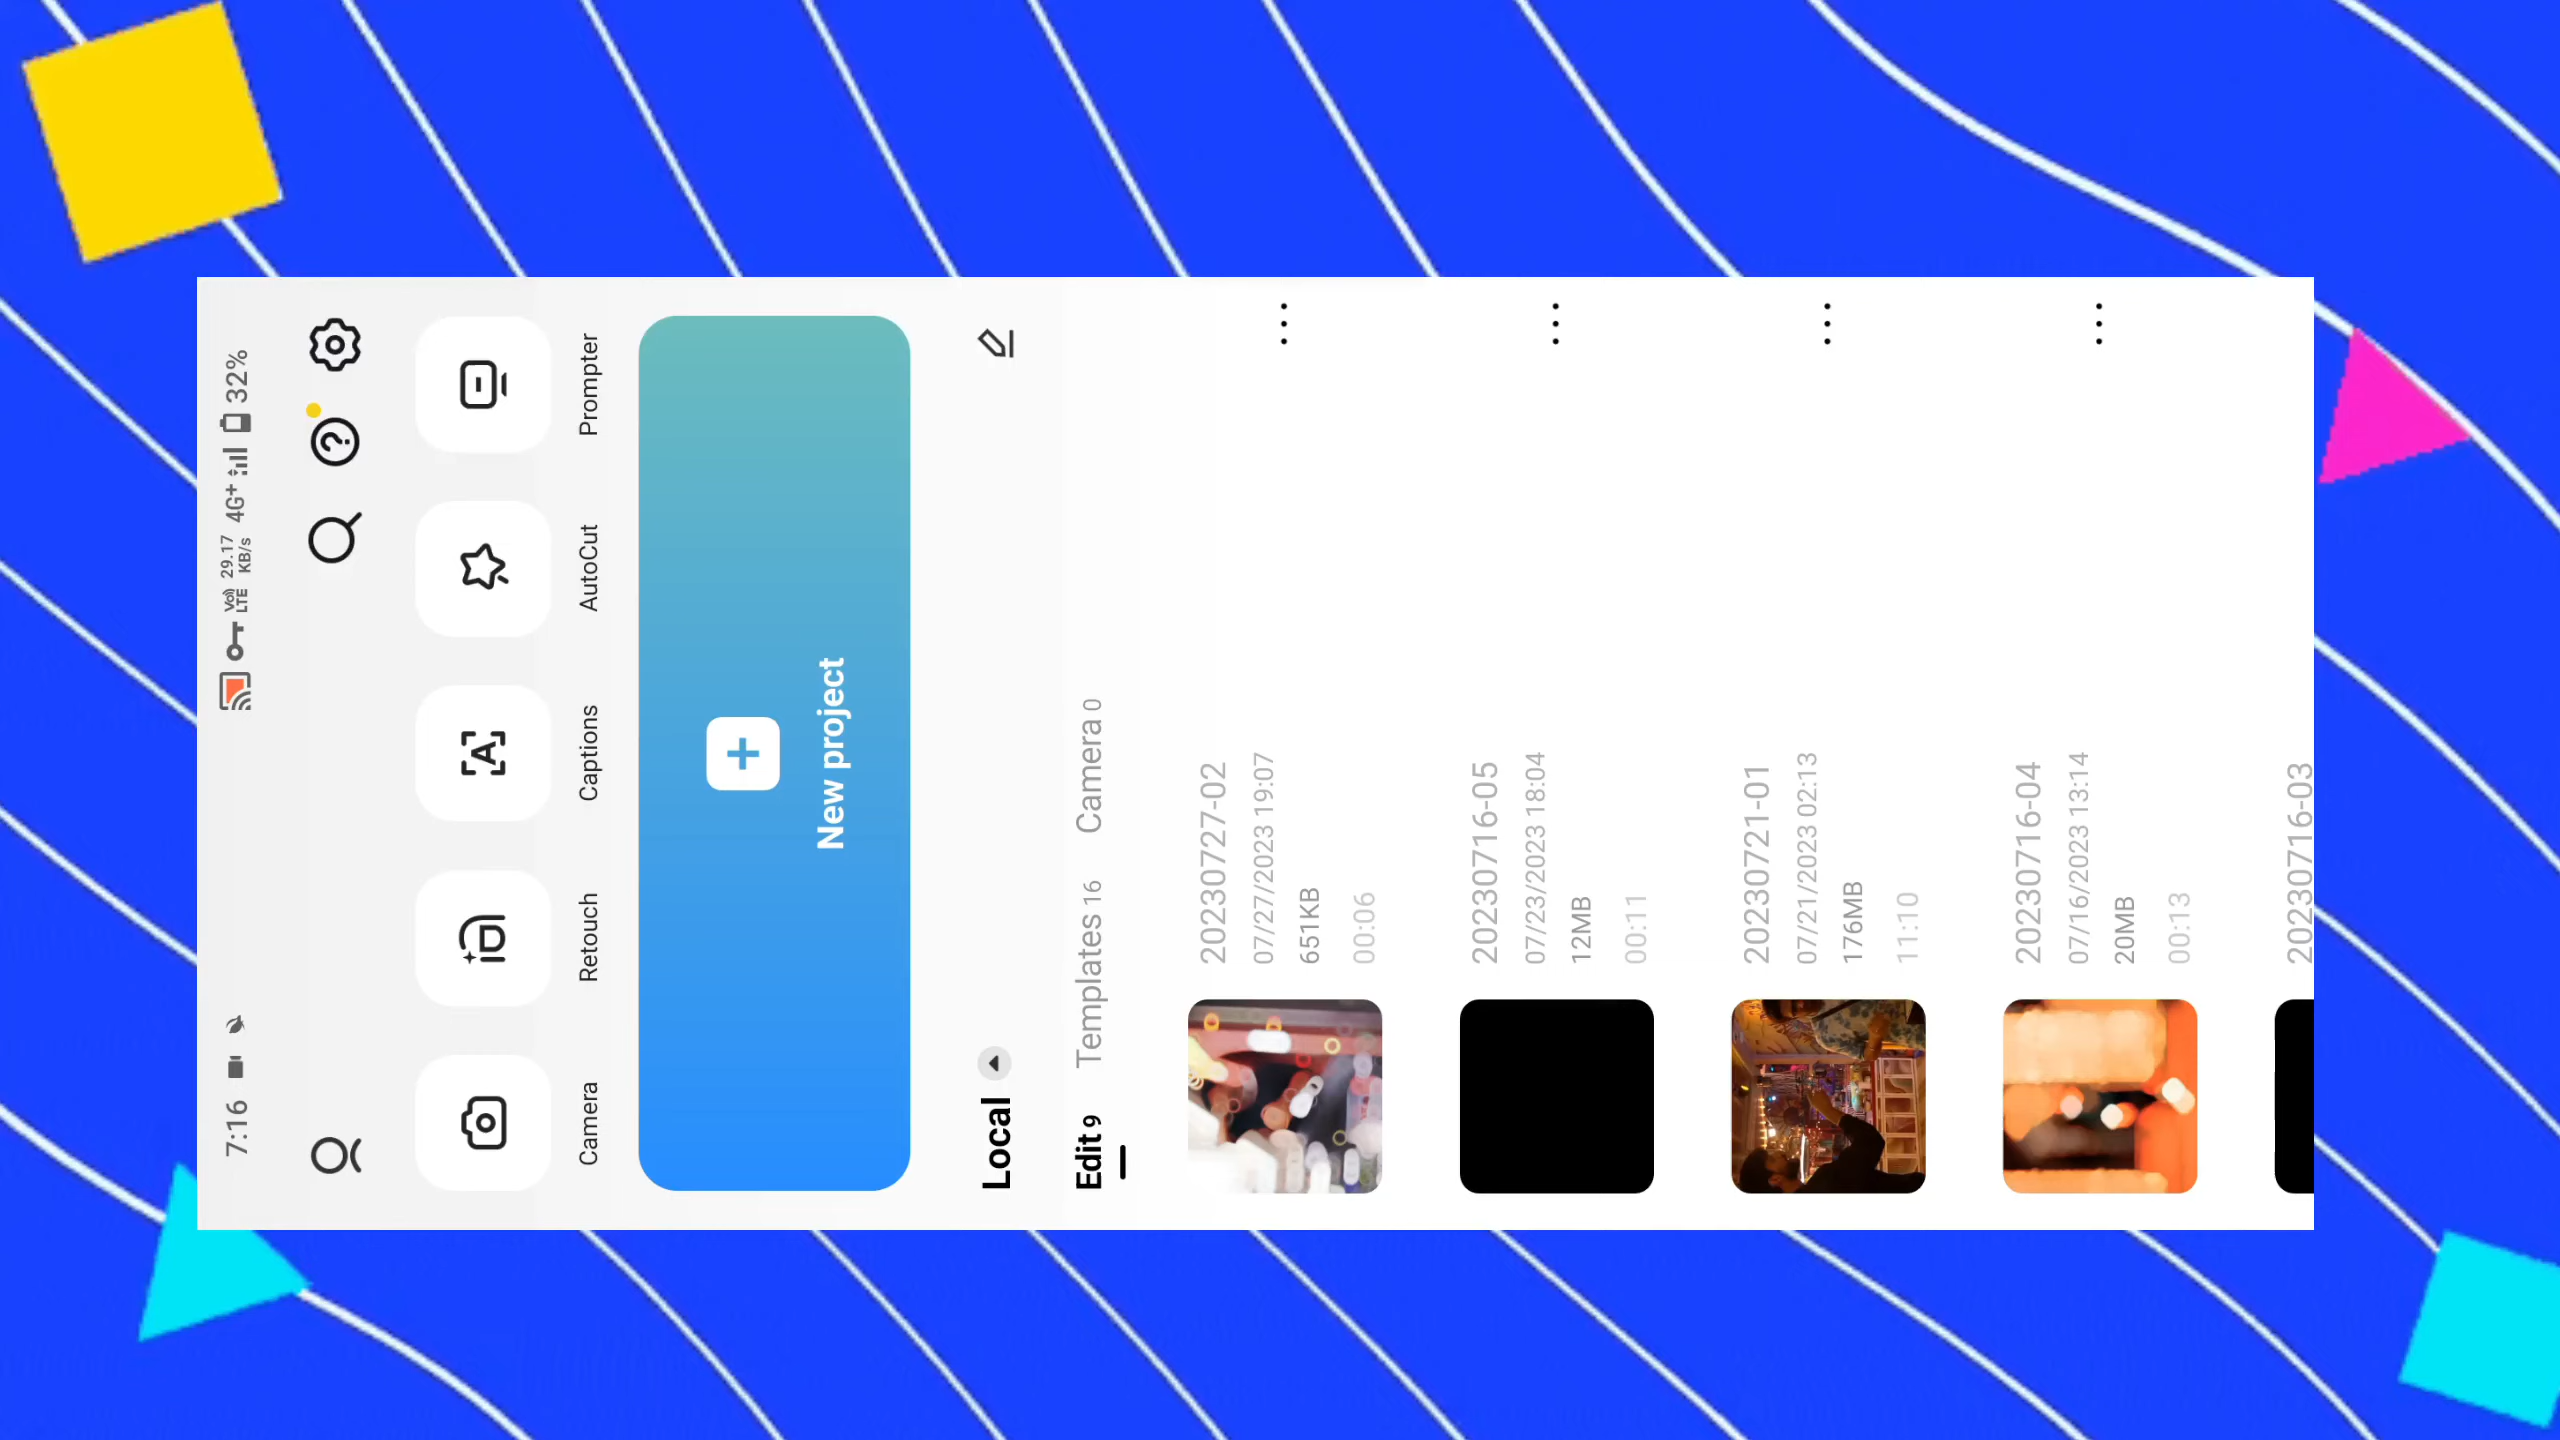 7:16
Vo)) LTE 29.17 KB/s 4G+ 32%
Camera Retouch Captions AutoCut Prompter
New project
Local
Edit 9 Templates 16 Camera 0
20230727-02
07/27/2023 19:07
651KB
00:06
20230716-05
07/23/2023 18:04
12MB
00:11
20230721-01
07/21/2023 02:13
176MB
11:10
20230716-04
07/16/2023 13:14
20MB
00:13
20230716-03